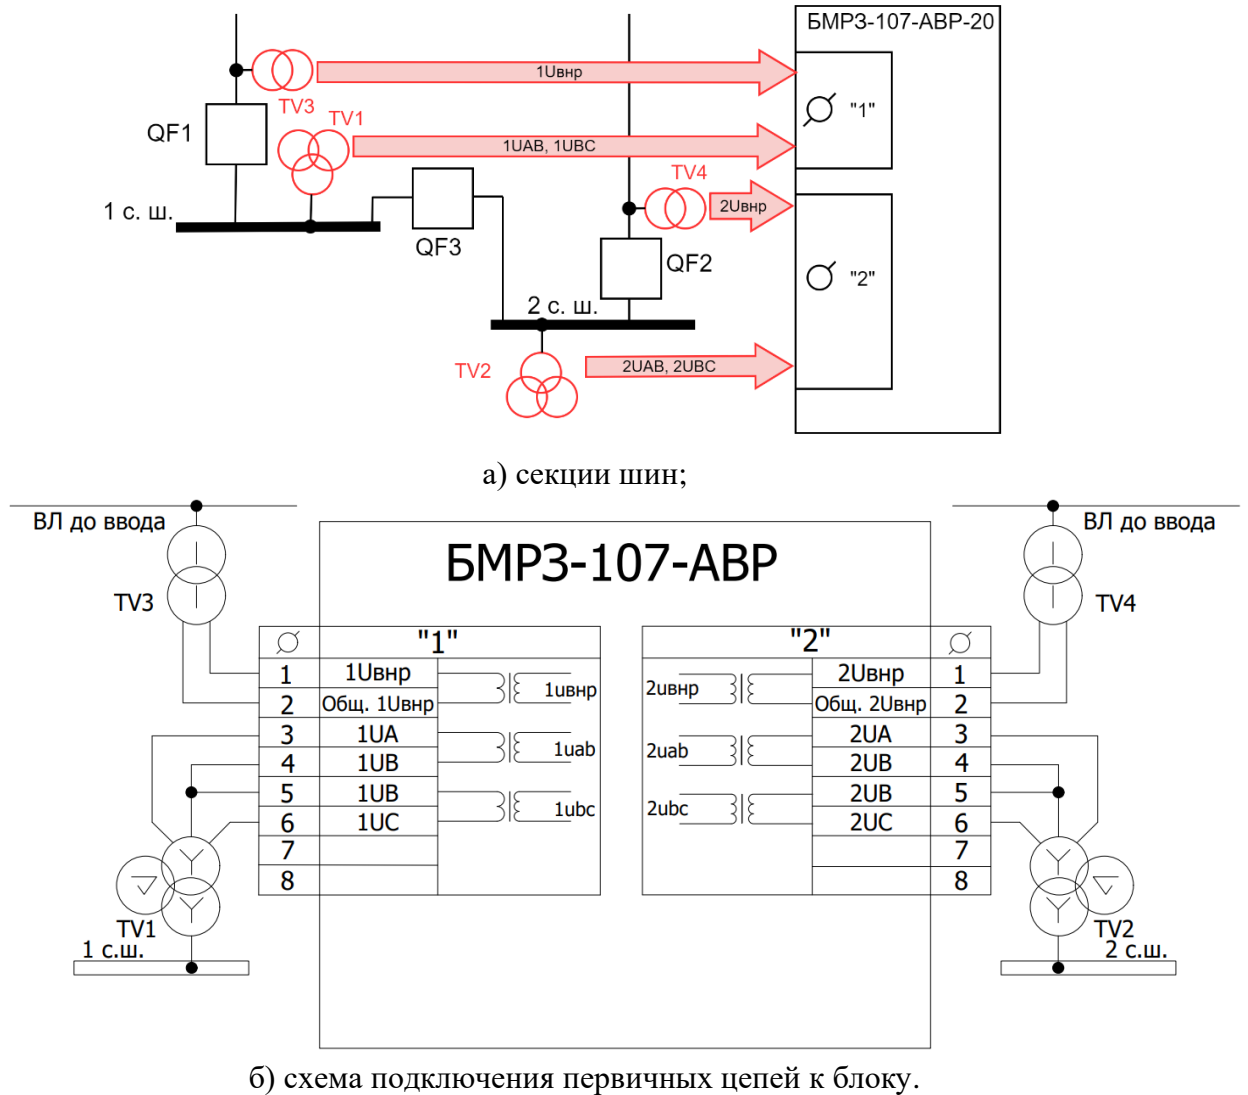 БМРЗ-107-АВР-20
1Uвнр
"1"
TV3
TV1
QF1
1UAB, 1UBC
TV4
2Uвнр
1 с. ш.
QF3
QF2
"2"
2 с. ш.
TV2
2UAB, 2UBC
а) секции шин;
ВЛ до ввода
ВЛ до ввода
БМРЗ-107-АВР
TV3
TV4
"1"
"2"
1 1Uвнр
2 Общ. 1Uвнр
3 1UA
4 1UB
5 1UB
6 1UC
7
8
1uвнр
1uab
1ubc
2uвнр
2uab
2ubc
2Uвнр 1
Общ. 2Uвнр 2
2UA 3
2UB 4
2UB 5
2UC 6
7
8
TV1
1 с.ш.
TV2
2 с.ш.
б) схема подключения первичных цепей к блоку.